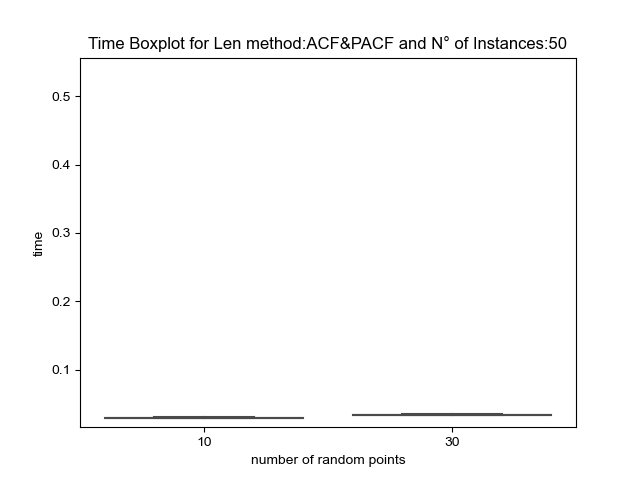 Time Boxplot for Len method:ACF&PACF and N° of Instances:50
0.5
0.4
0.3
0.2
0.1
time
10 30
number of random points